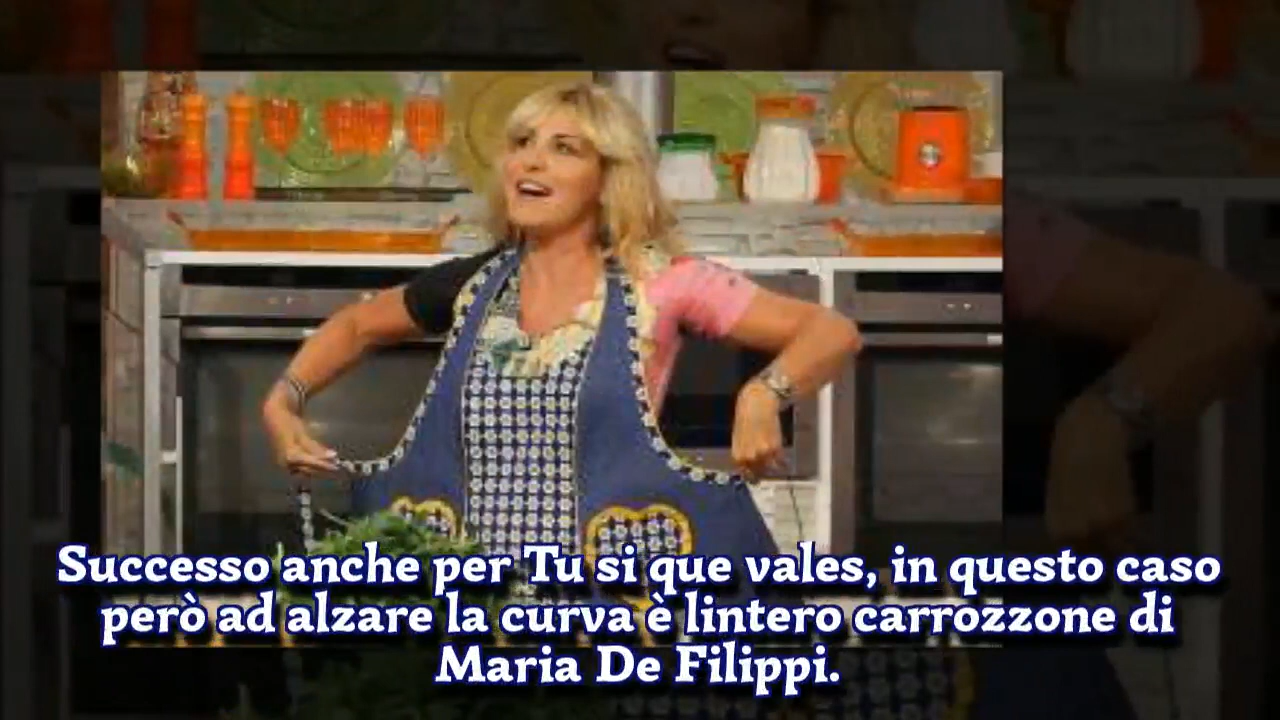 Successo anche per Tu si que vales, in questo caso
però ad alzare la curva è lintero carrozzone di
Maria De Filippi.